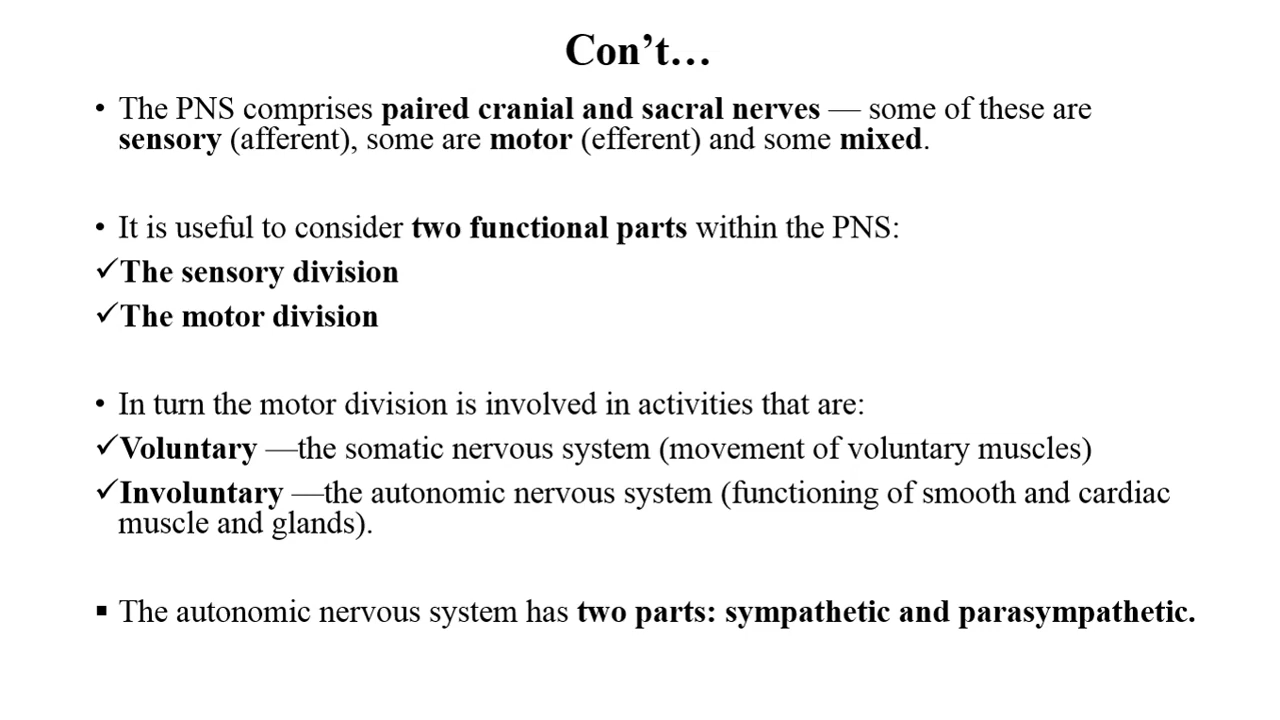 Con’t…
• The PNS comprises paired cranial and sacral nerves — some of these are
sensory (afferent), some are motor (efferent) and some mixed.
• It is useful to consider two functional parts within the PNS:
✓The sensory division
✓The motor division
• In turn the motor division is involved in activities that are:
✓Voluntary —the somatic nervous system (movement of voluntary muscles)
✓Involuntary —the autonomic nervous system (functioning of smooth and cardiac
muscle and glands).
▪ The autonomic nervous system has two parts: sympathetic and parasympathetic.